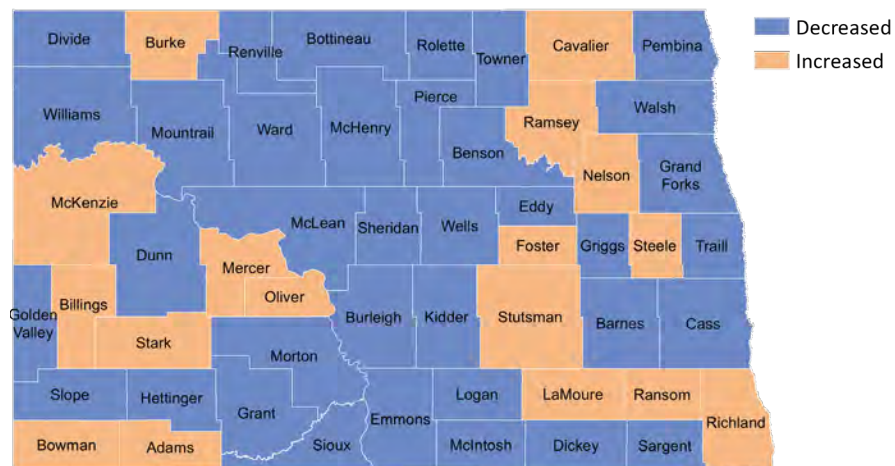 Divide
Burke
Renville
Bottineau
Rolette
Towner
Cavalier
Pembina
Decreased
Increased
Williams
Mountrail
Ward
McHenry
Pierce
Benson
Ramsey
Walsh
Nelson
Grand
Forks
McKenzie
Dunn
McLean
Sheridan
Wells
Eddy
Foster
Griggs
Steele
Traill
Mercer
Oliver
Golden
Valley
Billings
Stark
Burleigh
Kidder
Stutsman
Barnes
Cass
Morton
Slope
Hettinger
Grant
Logan
LaMoure
Ransom
Richland
Bowman
Adams
Sioux
Emmons
McIntosh
Dickey
Sargent